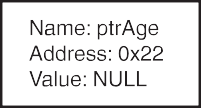 Name: ptrAge
Address: 0x22
Value: NULL